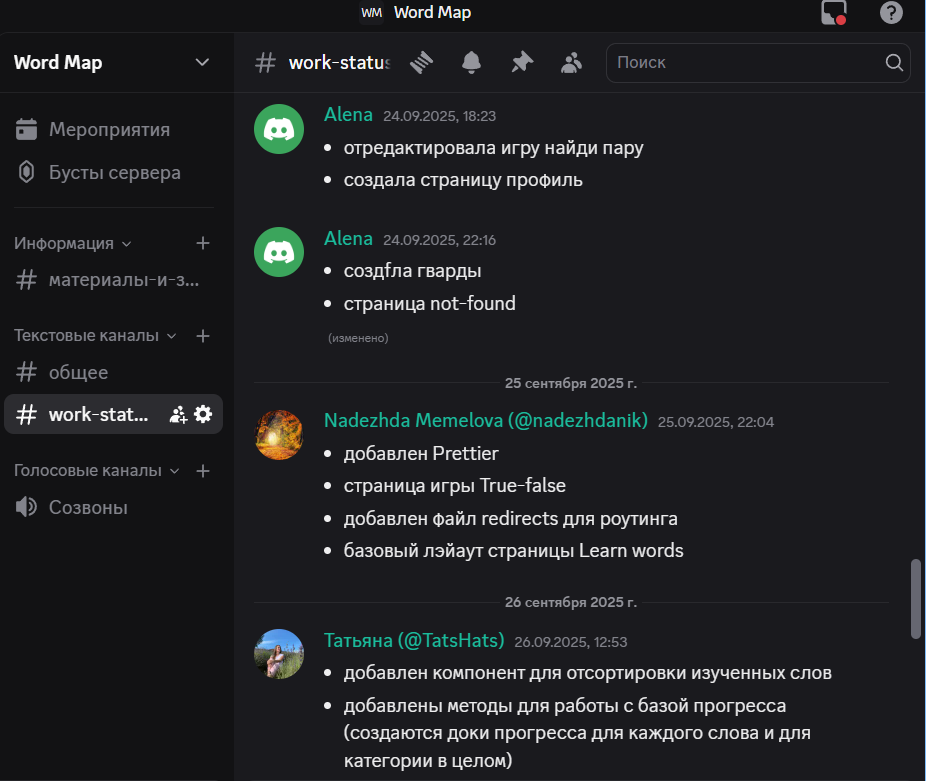 WM Word Map
Word Map
work-status
Поиск
Мероприятия
Бусты сервера
Информация
материалы-и-з...
Текстовые каналы
общее
work-stat...
Голосовые каналы
Созвоны
Alena 24.09.2025, 18:23
• отредактировала игру найди пару
• создала страницу профиль
Alena 24.09.2025, 22:16
• создfла гварды
• страница not-found
(изменено)
25 сентября 2025 г.
Nadezhda Memelova (@nadezhdanik) 25.09.2025, 22:04
• добавлен Prettier
• страница игры True-false
• добавлен файл redirects для роутинга
• базовый лэйаут страницы Learn words
26 сентября 2025 г.
Татьяна (@TatsHats) 26.09.2025, 12:53
• добавлен компонент для отсортировки изученных слов
• добавлены методы для работы с базой прогресса
(создаются доки прогресса для каждого слова и для
категории в целом)